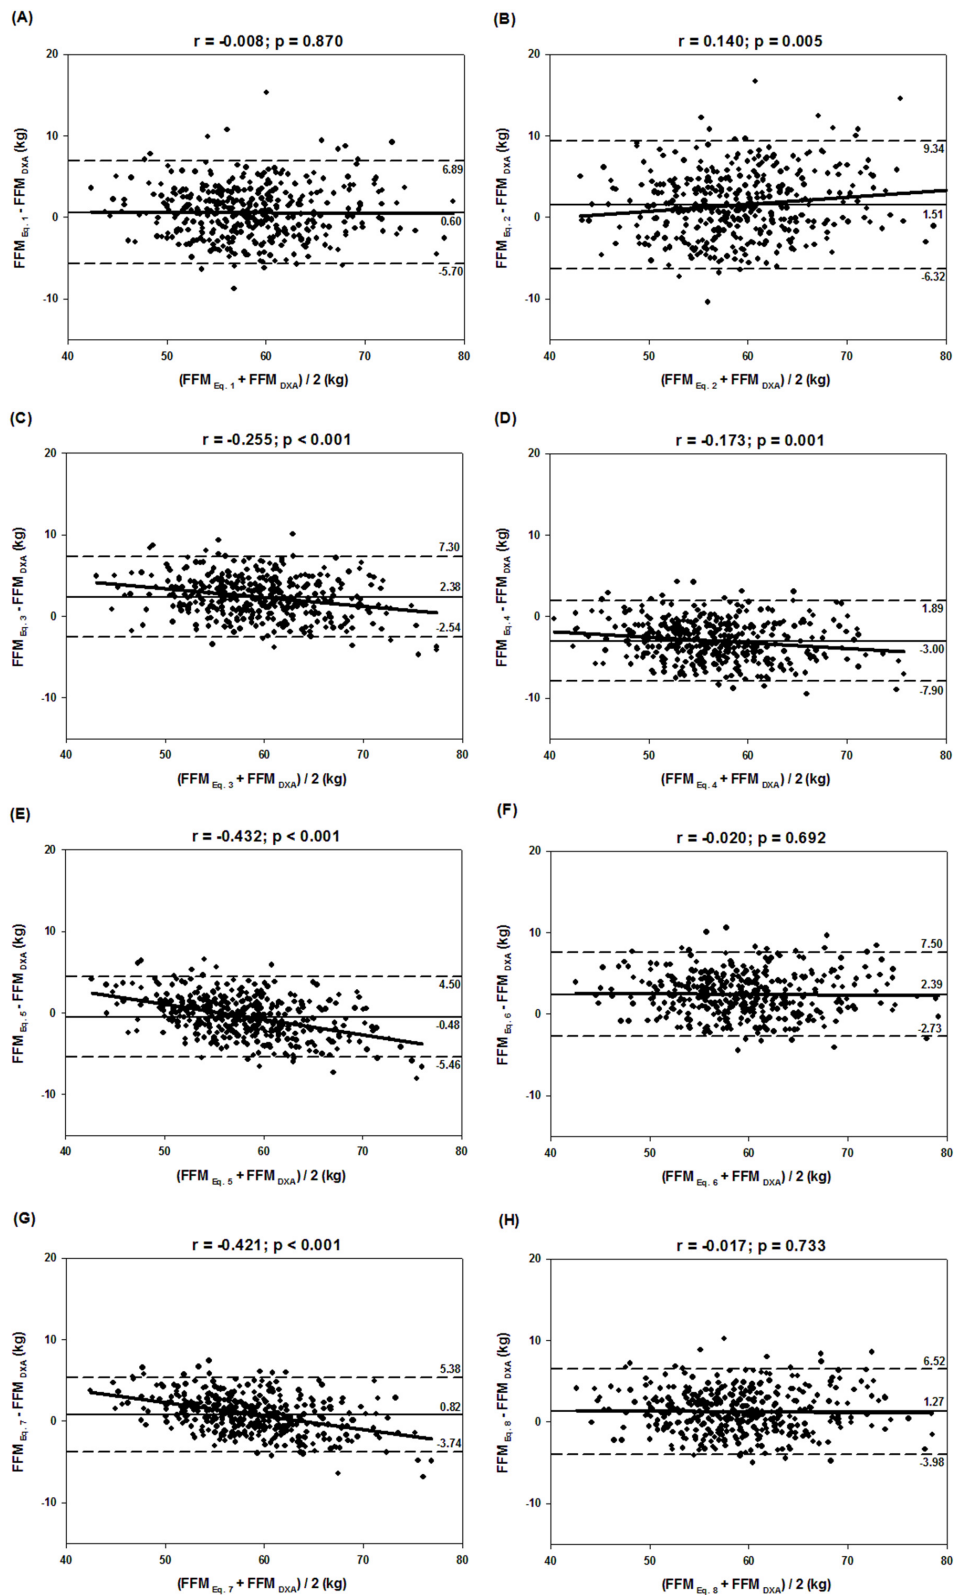 (A)
r = -0.008; p = 0.870
20
10
0
-10
6.89
0.60
-5.70
40 50 60 70 80
FFM Eq. 1 - FFM DXA (kg)
(FFM Eq. 1 + FFM DXA) / 2 (kg)
(B)
r = 0.140; p = 0.005
20
10
0
-10
9.34
1.51
-6.32
40 50 60 70 80
FFM Eq. 2 - FFM DXA (kg)
(FFM Eq. 2 + FFM DXA) / 2 (kg)
(C)
r = -0.255; p < 0.001
20
10
0
-10
7.30
2.38
-2.54
40 50 60 70 80
FFM Eq. 3 - FFM DXA (kg)
(FFM Eq. 3 + FFM DXA) / 2 (kg)
(D)
r = -0.173; p = 0.001
20
10
0
-10
1.89
-3.00
-7.90
40 50 60 70 80
FFM Eq. 4 - FFM DXA (kg)
(FFM Eq. 4 + FFM DXA) / 2 (kg)
(E)
r = -0.432; p < 0.001
20
10
0
-10
4.50
-0.48
-5.46
40 50 60 70 80
FFM Eq. 5 - FFM DXA (kg)
(FFM Eq. 5 + FFM DXA) / 2 (kg)
(F)
r = -0.020; p = 0.692
20
10
0
-10
7.50
2.39
-2.73
40 50 60 70 80
FFM Eq. 6 - FFM DXA (kg)
(FFM Eq. 6 + FFM DXA) / 2 (kg)
(G)
r = -0.421; p < 0.001
20
10
0
-10
5.38
0.82
-3.74
40 50 60 70 80
FFM Eq. 7 - FFM DXA (kg)
(FFM Eq. 7 + FFM DXA) / 2 (kg)
(H)
r = -0.017; p = 0.733
20
10
0
-10
6.52
1.27
-3.98
40 50 60 70 80
FFM Eq. 8 - FFM DXA (kg)
(FFM Eq. 8 + FFM DXA) / 2 (kg)